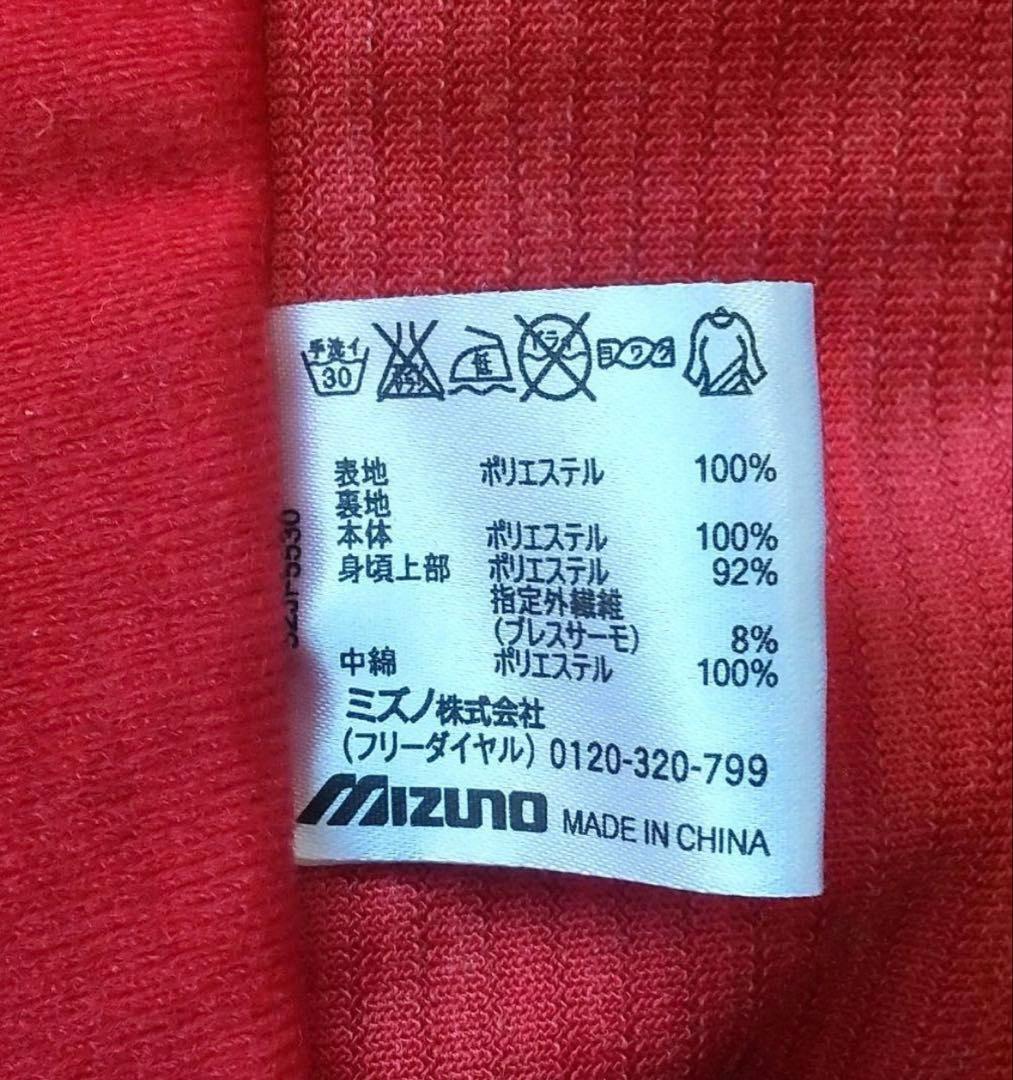 手洗イ
30
低
ヨワク
表地 ポリエステル 100%
裏地
本体 ポリエステル 100%
身頃上部 ポリエステル 92%
指定外繊維
(ブレスサーモ) 8%
中綿 ポリエステル 100%
ミズノ株式会社
(フリーダイヤル) 0120-320-799
MIZUNO MADE IN CHINA